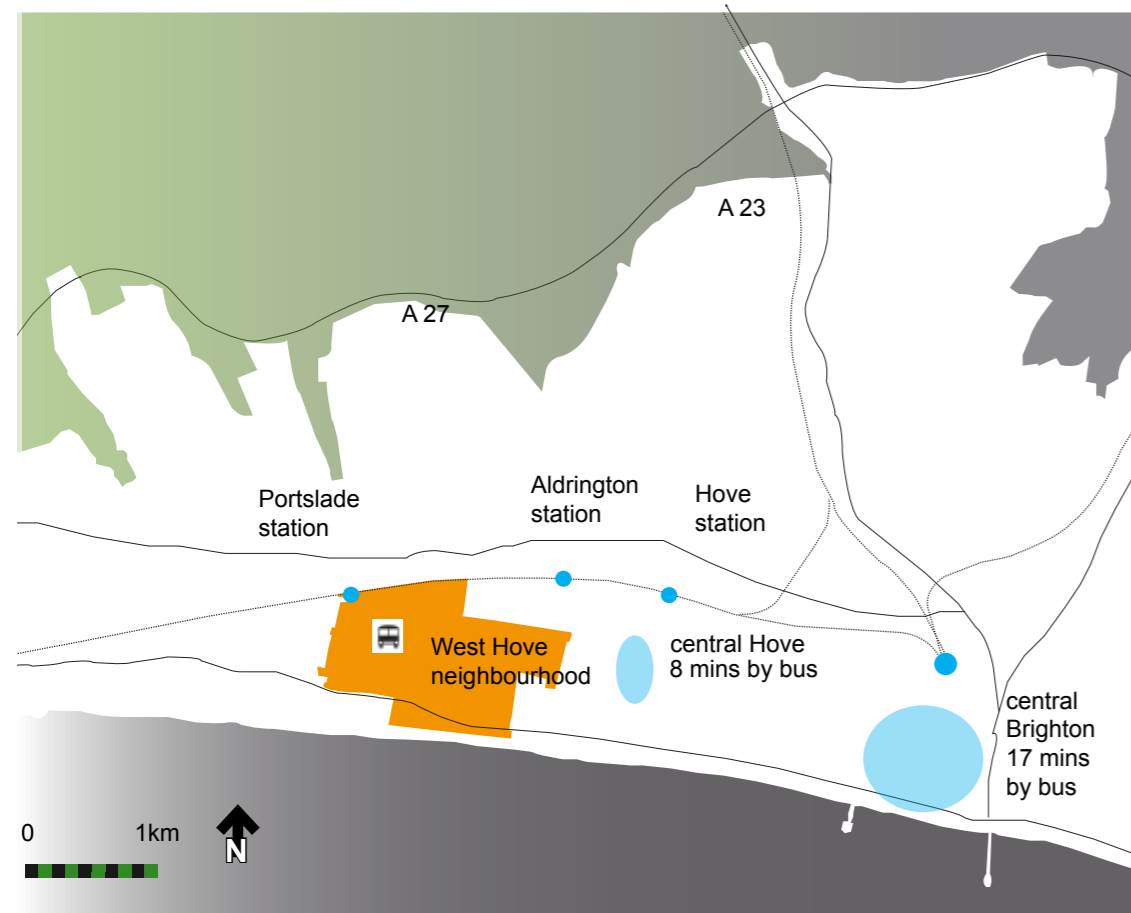 A 23
A 27
Portslade
station
Aldrington
station
Hove
station
West Hove
neighbourhood
central Hove
8 mins by bus
central
Brighton
17 mins
by bus
0 1km
N